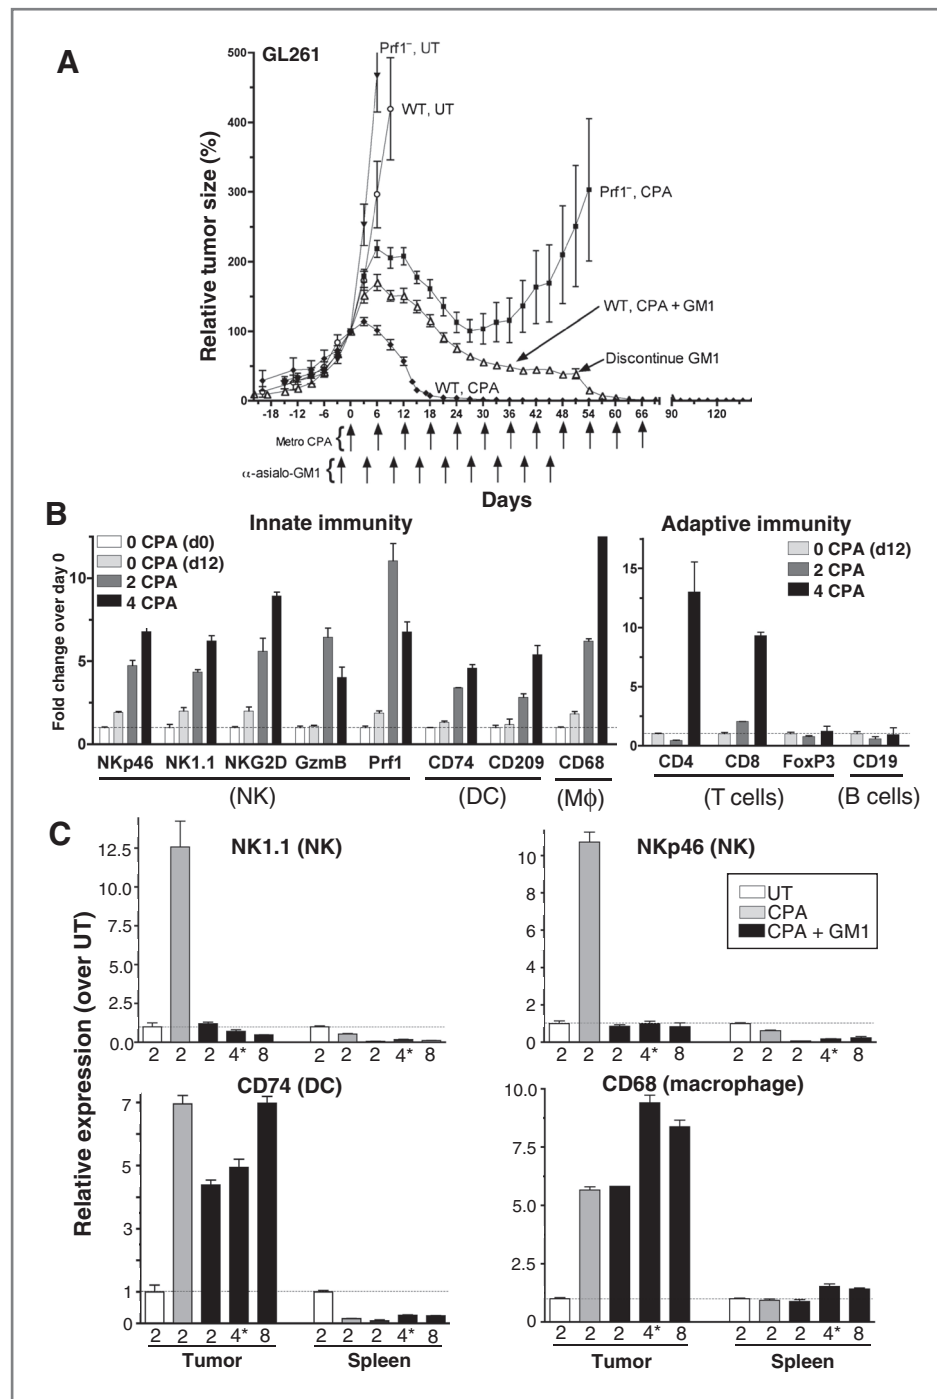 A
GL261
Prf1⁻, UT
WT, UT
Prf1⁻, CPA
WT, CPA + GM1
Discontinue GM1
WT, CPA
Relative tumor size (%)
500
400
300
200
100
0
-18 -12 -6 0 6 12 18 24 30 36 42 48 54 60 66 90 120
Metro CPA {
α-asialo-GM1 {
Days
B
Innate immunity
0 CPA (d0)
0 CPA (d12)
2 CPA
4 CPA
Fold change over day 0
10
5
0
NKp46 NK1.1 NKG2D GzmB Prf1 CD74 CD209 CD68
(NK) (DC) (Mϕ)
Adaptive immunity
0 CPA (d12)
2 CPA
4 CPA
15
10
5
0
CD4 CD8 FoxP3 CD19
(T cells) (B cells)
C
Relative expression (over UT)
NK1.1 (NK)
12.5
10.0
7.5
5.0
2.5
0.0
2 2 2 4* 8 2 2 2 4* 8
NKp46 (NK)
UT
CPA
CPA + GM1
10
8
6
4
2
0
2 2 2 4* 8 2 2 2 4* 8
CD74 (DC)
7
5
3
1
0
2 2 2 4* 8 2 2 2 4* 8
Tumor Spleen
CD68 (macrophage)
10.0
7.5
5.0
2.5
0
2 2 2 4* 8 2 2 2 4* 8
Tumor Spleen